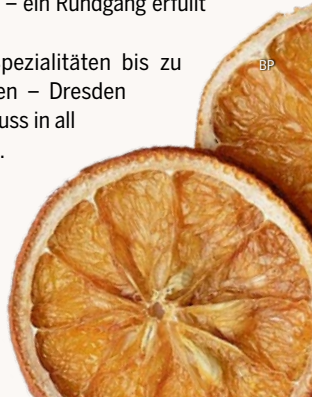 – ein Rundgang erfüllt
pezialitäten bis zu
en – Dresden
uss in all
.
BP